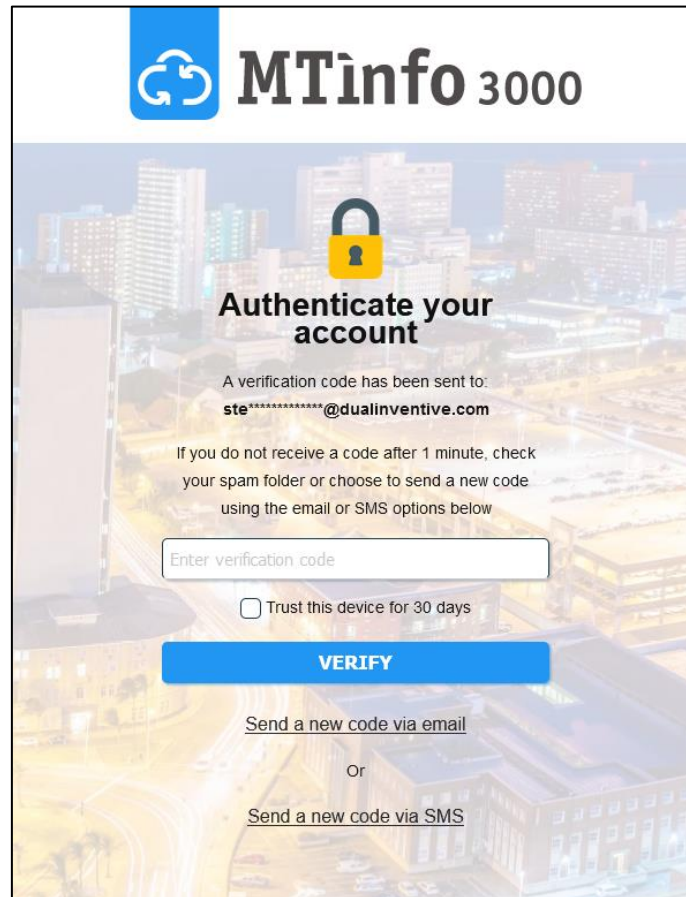 MTìnfo 3000
Authenticate your
account
A verification code has been sent to:
ste*************@dualinventive.com
If you do not receive a code after 1 minute, check
your spam folder or choose to send a new code
using the email or SMS options below
Enter verification code
Trust this device for 30 days
VERIFY
Send a new code via email
Or
Send a new code via SMS